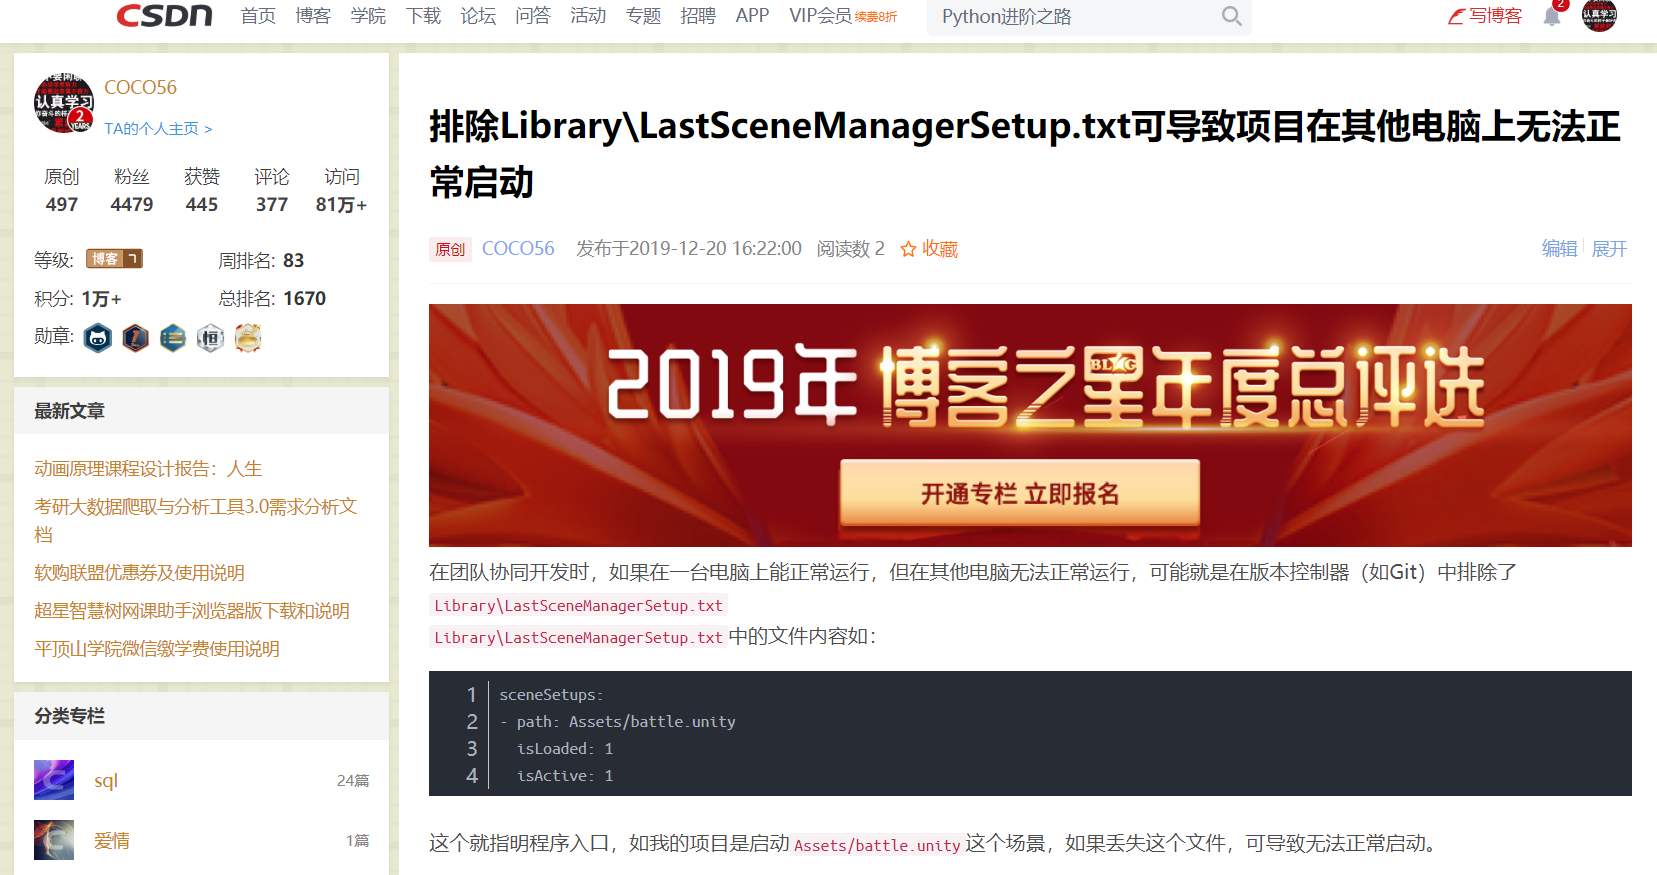 CSDN 首页 博客 学院 下载 论坛 问答 活动 专题 招聘 APP VIP会员 续费8折 Python进阶之路 写博客 2
认真学习
COCO56
TA的个人主页 >
认真学习
2 YEARS
原创 粉丝 获赞 评论 访问
497 4479 445 377 81万+
等级: 博客 7 周排名: 83
积分: 1万+ 总排名: 1670
勋章: 恒
最新文章
动画原理课程设计报告：人生
考研大数据爬取与分析工具3.0需求分析文
档
软购联盟优惠券及使用说明
超星智慧树网课助手浏览器版下载和说明
平顶山学院微信缴学费使用说明
分类专栏
sql 24篇
爱情 1篇
排除Library\LastSceneManagerSetup.txt可导致项目在其他电脑上无法正
常启动
原创 COCO56 发布于2019-12-20 16:22:00 阅读数 2 收藏 编辑 展开
2019年 博客之星年度总评选
BLOG
开通专栏 立即报名
在团队协同开发时，如果在一台电脑上能正常运行，但在其他电脑无法正常运行，可能就是在版本控制器（如Git）中排除了
Library\LastSceneManagerSetup.txt
Library\LastSceneManagerSetup.txt 中的文件内容如：
1 sceneSetups:
2 - path: Assets/battle.unity
3 isLoaded: 1
4 isActive: 1
这个就指明程序入口，如我的项目是启动 Assets/battle.unity 这个场景，如果丢失这个文件，可导致无法正常启动。